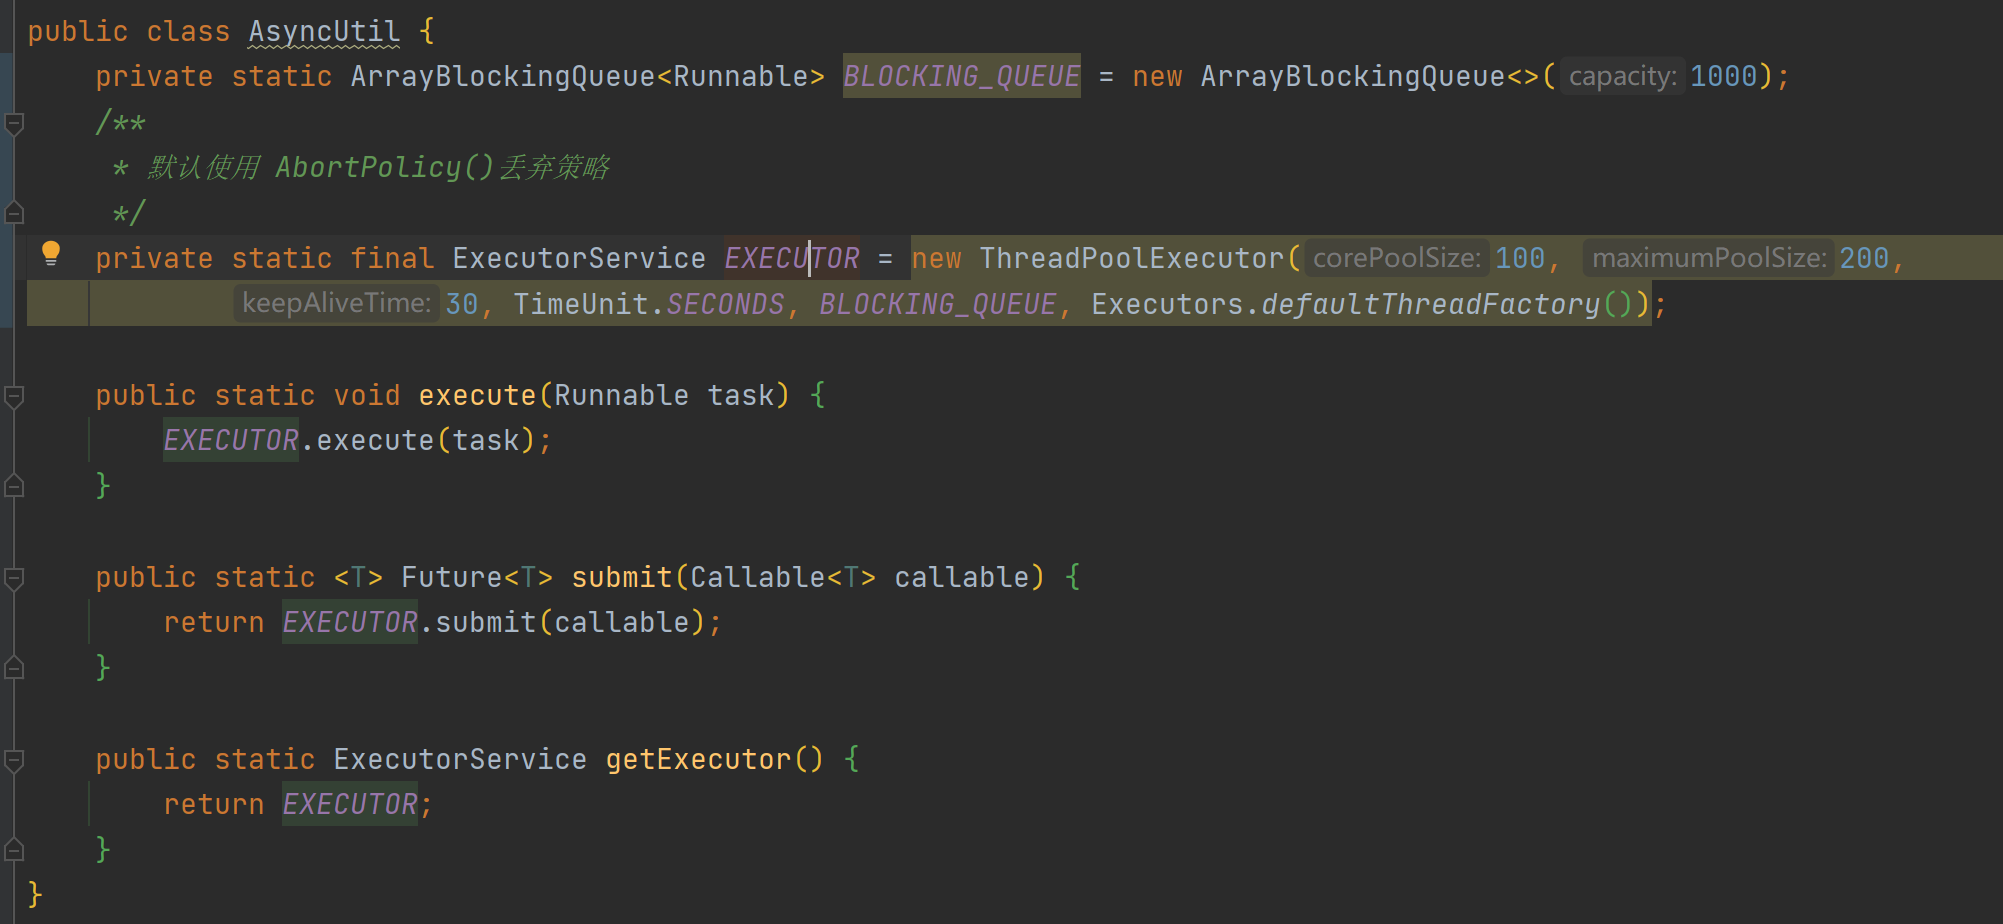 public class AsyncUtil {
private static ArrayBlockingQueue<Runnable> BLOCKING_QUEUE = new ArrayBlockingQueue<>( capacity: 1000);
/**
* 默认使用 AbortPolicy()丢弃策略
*/
private static final ExecutorService EXECUTOR = new ThreadPoolExecutor( corePoolSize: 100, maximumPoolSize: 200,
keepAliveTime: 30, TimeUnit.SECONDS, BLOCKING_QUEUE, Executors.defaultThreadFactory());
public static void execute(Runnable task) {
EXECUTOR.execute(task);
}
public static <T> Future<T> submit(Callable<T> callable) {
return EXECUTOR.submit(callable);
}
public static ExecutorService getExecutor() {
return EXECUTOR;
}
}